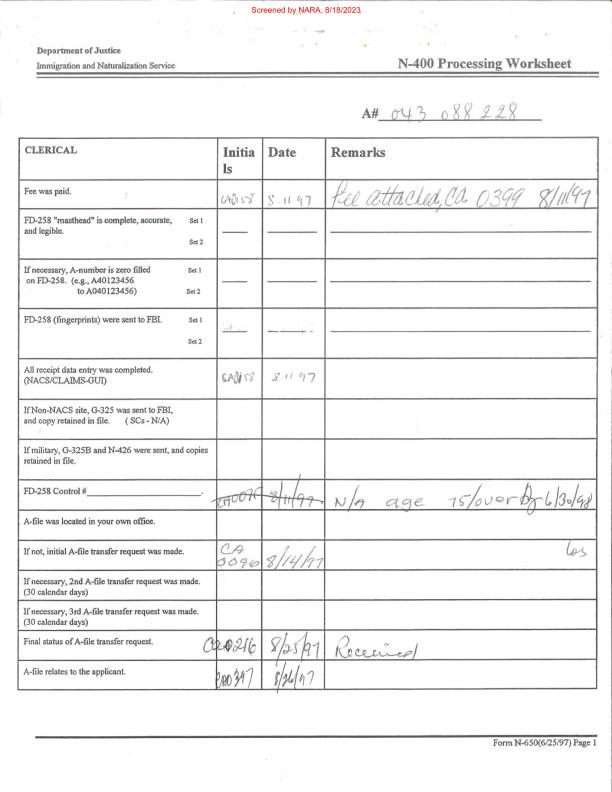 Screened by NARA, 8/18/2023
Department of Justice
Immigration and Naturalization Service
N-400 Processing Worksheet
A# 043 088 228
CLERICAL
Initia
ls
Date
Remarks
Fee was paid.
CAD158
8 11 97
Fee attached, CA 0399 8/11/97
FD-258 "masthead" is complete, accurate,
and legible.
Set 1
Set 2
If necessary, A-number is zero filled
on FD-258. (e.g., A40123456
to A040123456)
Set 1
Set 2
FD-258 (fingerprints) were sent to FBI.
Set 1
Set 2
All receipt data entry was completed.
(NACS/CLAIMS-GUI)
CAD158
8 11 97
If Non-NACS site, G-325 was sent to FBI,
and copy retained in file. ( SCs - N/A)
If military, G-325B and N-426 were sent, and copies
retained in file.
FD-258 Control #
8/11/97
N/A age 75/over by 6/30/98
A-file was located in your own office.
If not, initial A-file transfer request was made.
CA
0096
8/14/97
Los
If necessary, 2nd A-file transfer request was made.
(30 calendar days)
If necessary, 3rd A-file transfer request was made.
(30 calendar days)
Final status of A-file transfer request.
8/25/97
Received
A-file relates to the applicant.
8/26/97
Form N-650(6/25/97) Page 1